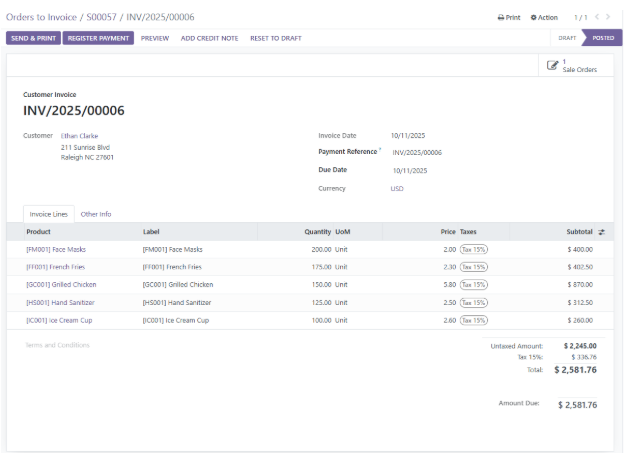 Orders to Invoice / S00057 / INV/2025/00006
Print Action 1 / 1
SEND & PRINT REGISTER PAYMENT PREVIEW ADD CREDIT NOTE RESET TO DRAFT DRAFT POSTED
1
Sale Orders
Customer Invoice
INV/2025/00006
Customer Ethan Clarke Invoice Date 10/11/2025
211 Sunrise Blvd
Raleigh NC 27601
Payment Reference ? INV/2025/00006
Due Date 10/11/2025
Currency USD
Invoice Lines Other Info
Product Label Quantity UoM Price Taxes Subtotal
[FM001] Face Masks [FM001] Face Masks 200.00 Unit 2.00 Tax 15% $ 400.00
[FF001] French Fries [FF001] French Fries 175.00 Unit 2.30 Tax 15% $ 402.50
[GC001] Grilled Chicken [GC001] Grilled Chicken 150.00 Unit 5.80 Tax 15% $ 870.00
[HS001] Hand Sanitizer [HS001] Hand Sanitizer 125.00 Unit 2.50 Tax 15% $ 312.50
[IC001] Ice Cream Cup [IC001] Ice Cream Cup 100.00 Unit 2.60 Tax 15% $ 260.00
Terms and Conditions Untaxed Amount: $ 2,245.00
Tax 15%: $ 336.76
Total: $ 2,581.76
Amount Due: $ 2,581.76